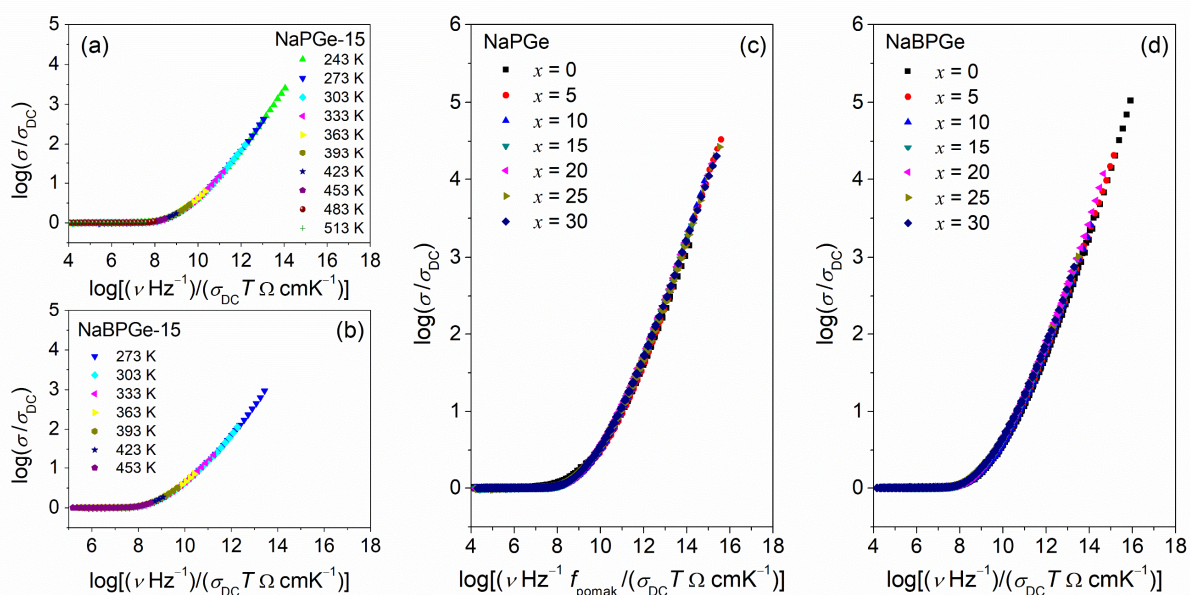 (a)
NaPGe-15
243 K
273 K
303 K
333 K
363 K
393 K
423 K
453 K
483 K
513 K
log(σ/σDC)
5
4
3
2
1
0
4 6 8 10 12 14 16 18
log[(ν Hz⁻¹)/(σDC T Ω cmK⁻¹)]
(b)
NaBPGe-15
273 K
303 K
333 K
363 K
393 K
423 K
453 K
log(σ/σDC)
5
4
3
2
1
0
6 8 10 12 14 16 18
log[(ν Hz⁻¹)/(σDC T Ω cmK⁻¹)]
(c)
NaPGe
x = 0
x = 5
x = 10
x = 15
x = 20
x = 25
x = 30
log(σ/σDC)
6
5
4
3
2
1
0
4 6 8 10 12 14 16 18
log[(ν Hz⁻¹ fpomak/(σDC T Ω cmK⁻¹)]
(d)
NaBPGe
x = 0
x = 5
x = 10
x = 15
x = 20
x = 25
x = 30
log(σ/σDC)
6
5
4
3
2
1
0
4 6 8 10 12 14 16 18
log[(ν Hz⁻¹)/(σDC T Ω cmK⁻¹)]